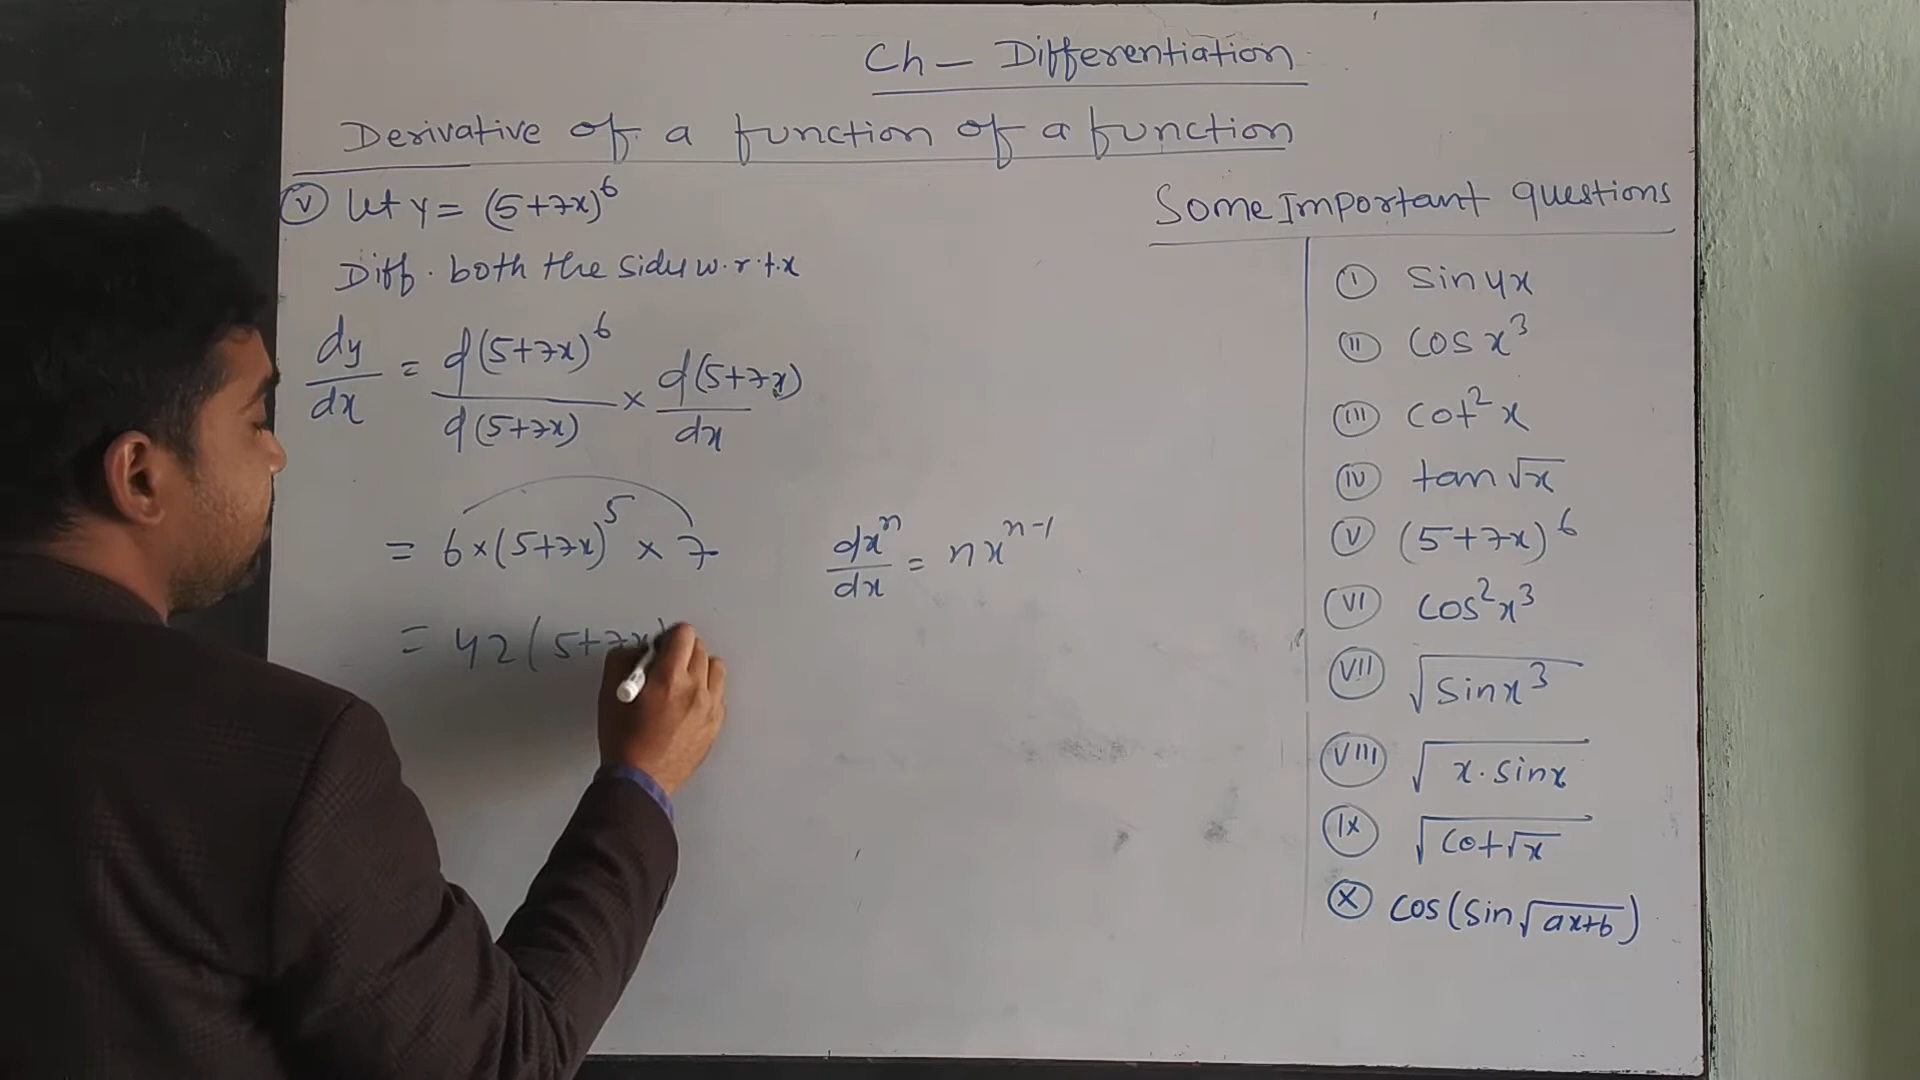 Ch - Differentiation
Derivative of a function of a function
(v) let y = (5+7x)^6
Diff. both the side w.r.t.x
dy/dx = d(5+7x)^6/d(5+7x) × d(5+7x)/dx
= 6×(5+7x)^5 × 7
dx^n/dx = nx^(n-1)
= 42(5+7x)
Some Important questions
(i) sin4x
(ii) cos x^3
(iii) cot^2 x
(iv) tan √x
(v) (5+7x)^6
(vi) cos^2 x^3
(vii) √(sinx^3)
(viii) √(x.sinx)
(ix) √(cot√x)
(x) cos(sin√(ax+b))